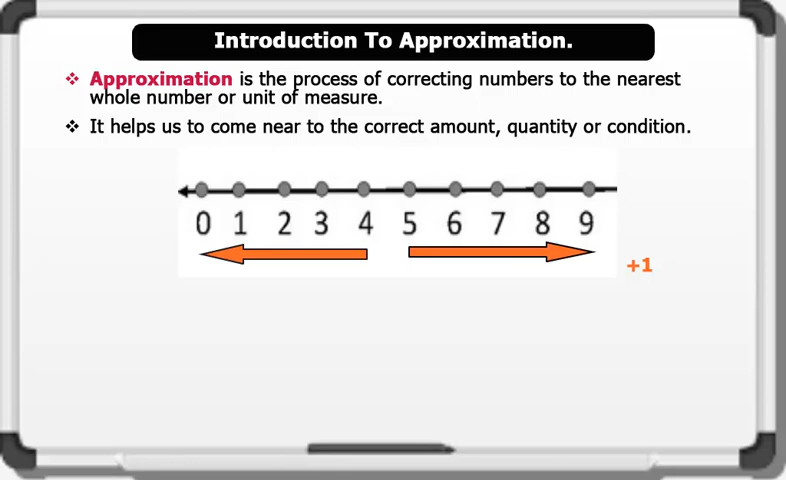 Introduction To Approximation.
❖ Approximation is the process of correcting numbers to the nearest
whole number or unit of measure.
❖ It helps us to come near to the correct amount, quantity or condition.
0 1 2 3 4 5 6 7 8 9
+1